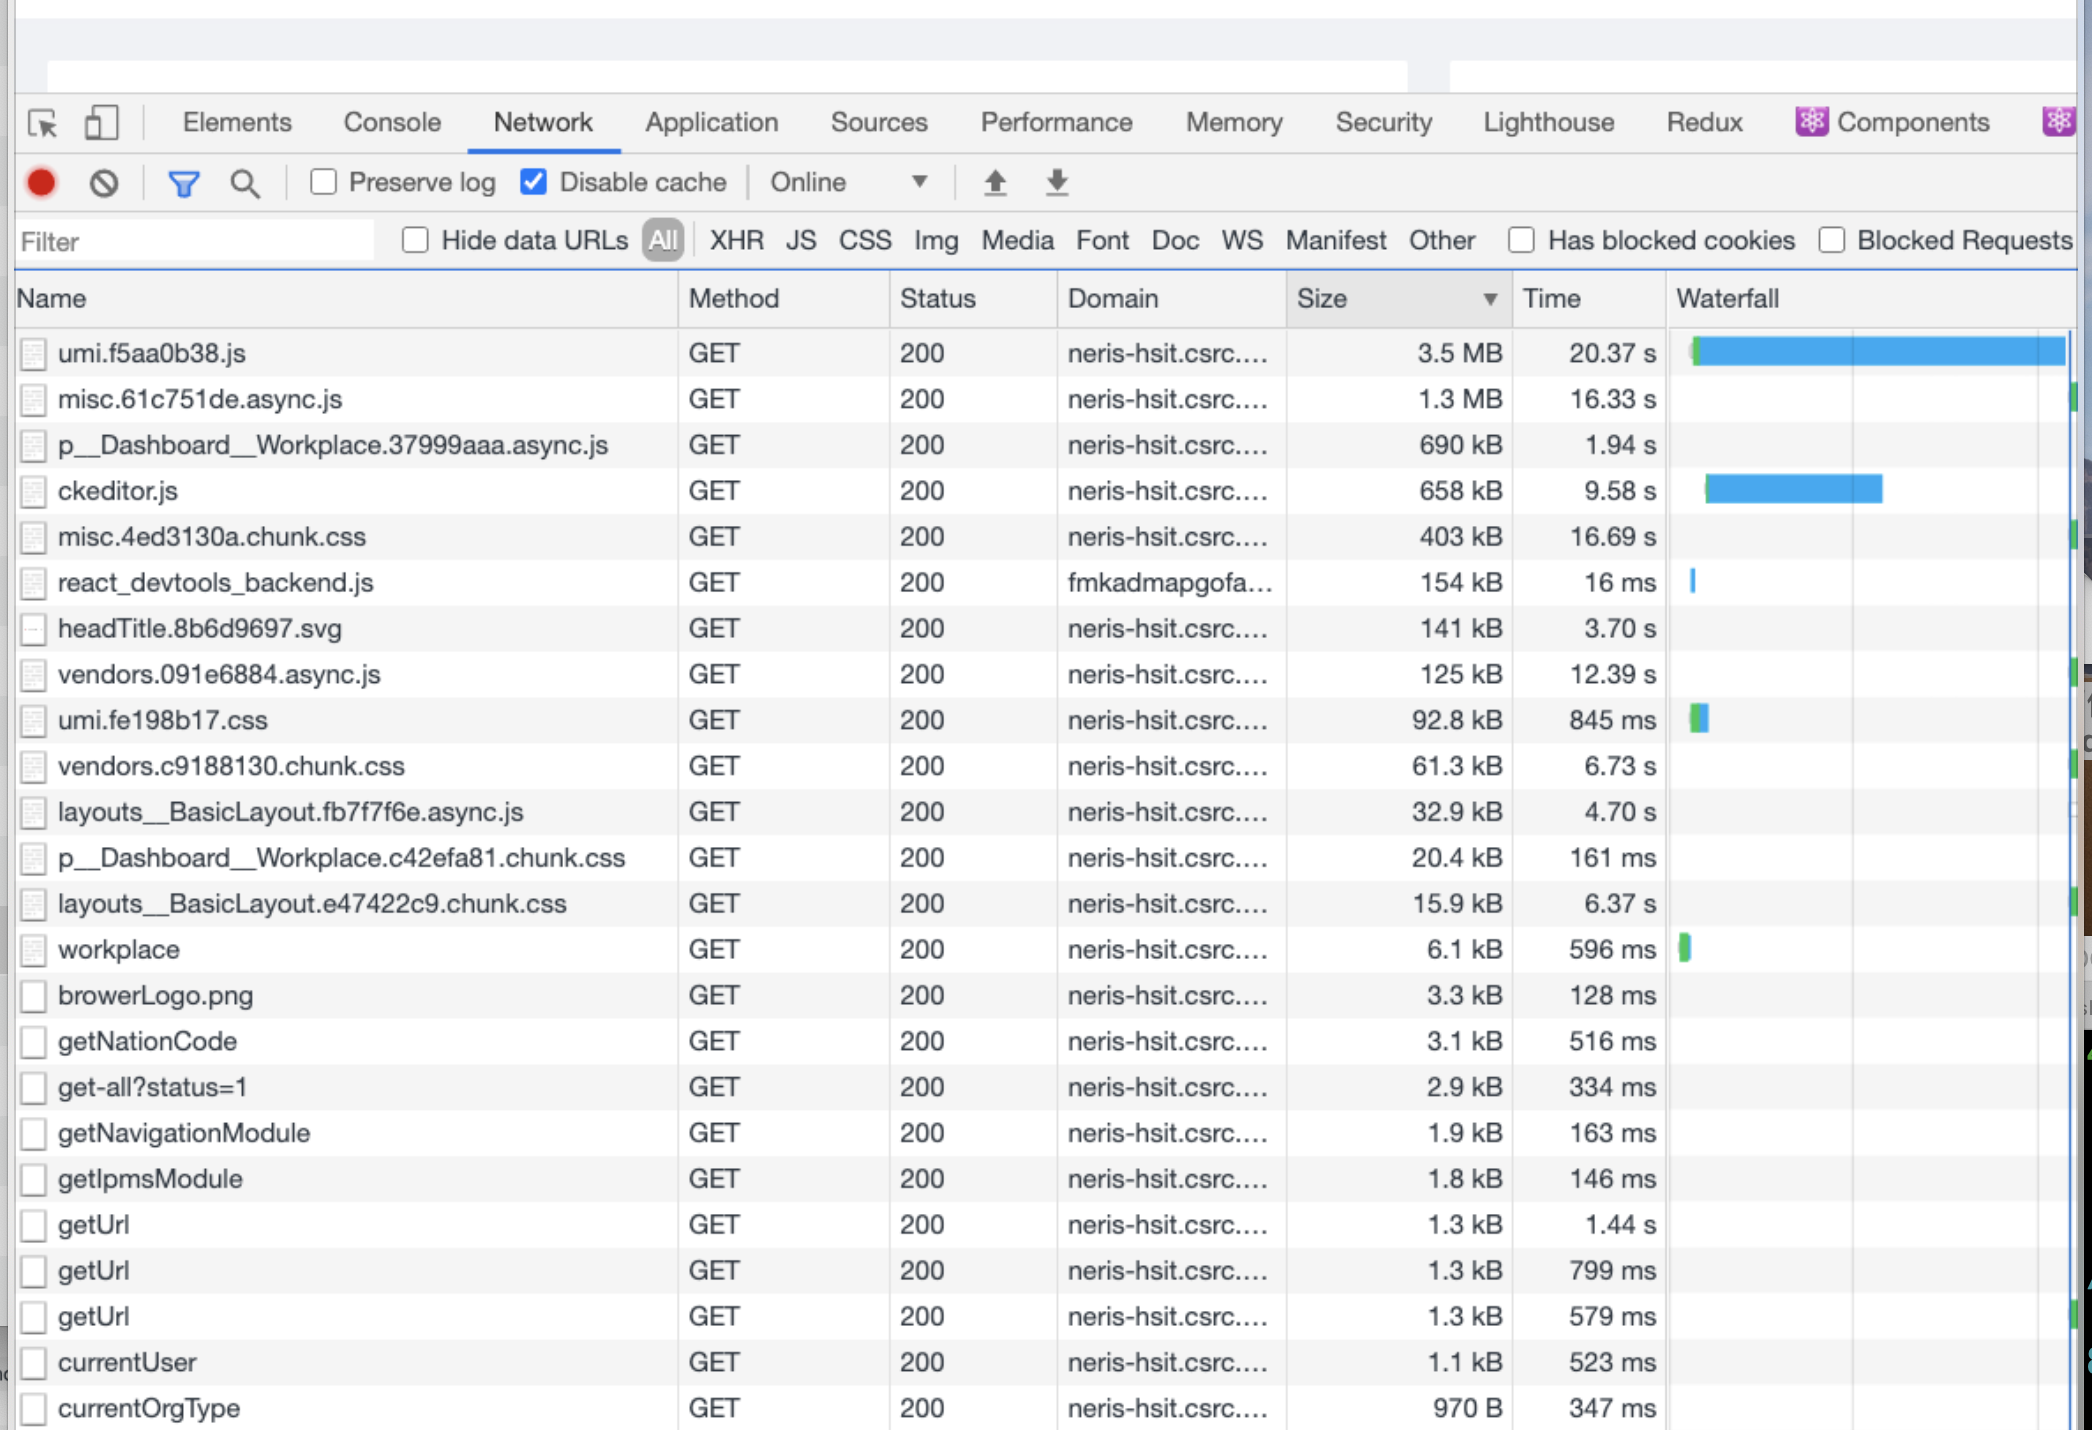 Elements Console Network Application Sources Performance Memory Security Lighthouse Redux Components
Preserve log Disable cache Online
Filter Hide data URLs All XHR JS CSS Img Media Font Doc WS Manifest Other Has blocked cookies Blocked Requests
Name Method Status Domain Size Time Waterfall
umi.f5aa0b38.js GET 200 neris-hsit.csrc.... 3.5 MB 20.37 s
misc.61c751de.async.js GET 200 neris-hsit.csrc.... 1.3 MB 16.33 s
p__Dashboard__Workplace.37999aaa.async.js GET 200 neris-hsit.csrc.... 690 kB 1.94 s
ckeditor.js GET 200 neris-hsit.csrc.... 658 kB 9.58 s
misc.4ed3130a.chunk.css GET 200 neris-hsit.csrc.... 403 kB 16.69 s
react_devtools_backend.js GET 200 fmkadmapgofa... 154 kB 16 ms
headTitle.8b6d9697.svg GET 200 neris-hsit.csrc.... 141 kB 3.70 s
vendors.091e6884.async.js GET 200 neris-hsit.csrc.... 125 kB 12.39 s
umi.fe198b17.css GET 200 neris-hsit.csrc.... 92.8 kB 845 ms
vendors.c9188130.chunk.css GET 200 neris-hsit.csrc.... 61.3 kB 6.73 s
layouts__BasicLayout.fb7f7f6e.async.js GET 200 neris-hsit.csrc.... 32.9 kB 4.70 s
p__Dashboard__Workplace.c42efa81.chunk.css GET 200 neris-hsit.csrc.... 20.4 kB 161 ms
layouts__BasicLayout.e47422c9.chunk.css GET 200 neris-hsit.csrc.... 15.9 kB 6.37 s
workplace GET 200 neris-hsit.csrc.... 6.1 kB 596 ms
browerLogo.png GET 200 neris-hsit.csrc.... 3.3 kB 128 ms
getNationCode GET 200 neris-hsit.csrc.... 3.1 kB 516 ms
get-all?status=1 GET 200 neris-hsit.csrc.... 2.9 kB 334 ms
getNavigationModule GET 200 neris-hsit.csrc.... 1.9 kB 163 ms
getIpmsModule GET 200 neris-hsit.csrc.... 1.8 kB 146 ms
getUrl GET 200 neris-hsit.csrc.... 1.3 kB 1.44 s
getUrl GET 200 neris-hsit.csrc.... 1.3 kB 799 ms
getUrl GET 200 neris-hsit.csrc.... 1.3 kB 579 ms
currentUser GET 200 neris-hsit.csrc.... 1.1 kB 523 ms
currentOrgType GET 200 neris-hsit.csrc.... 970 B 347 ms